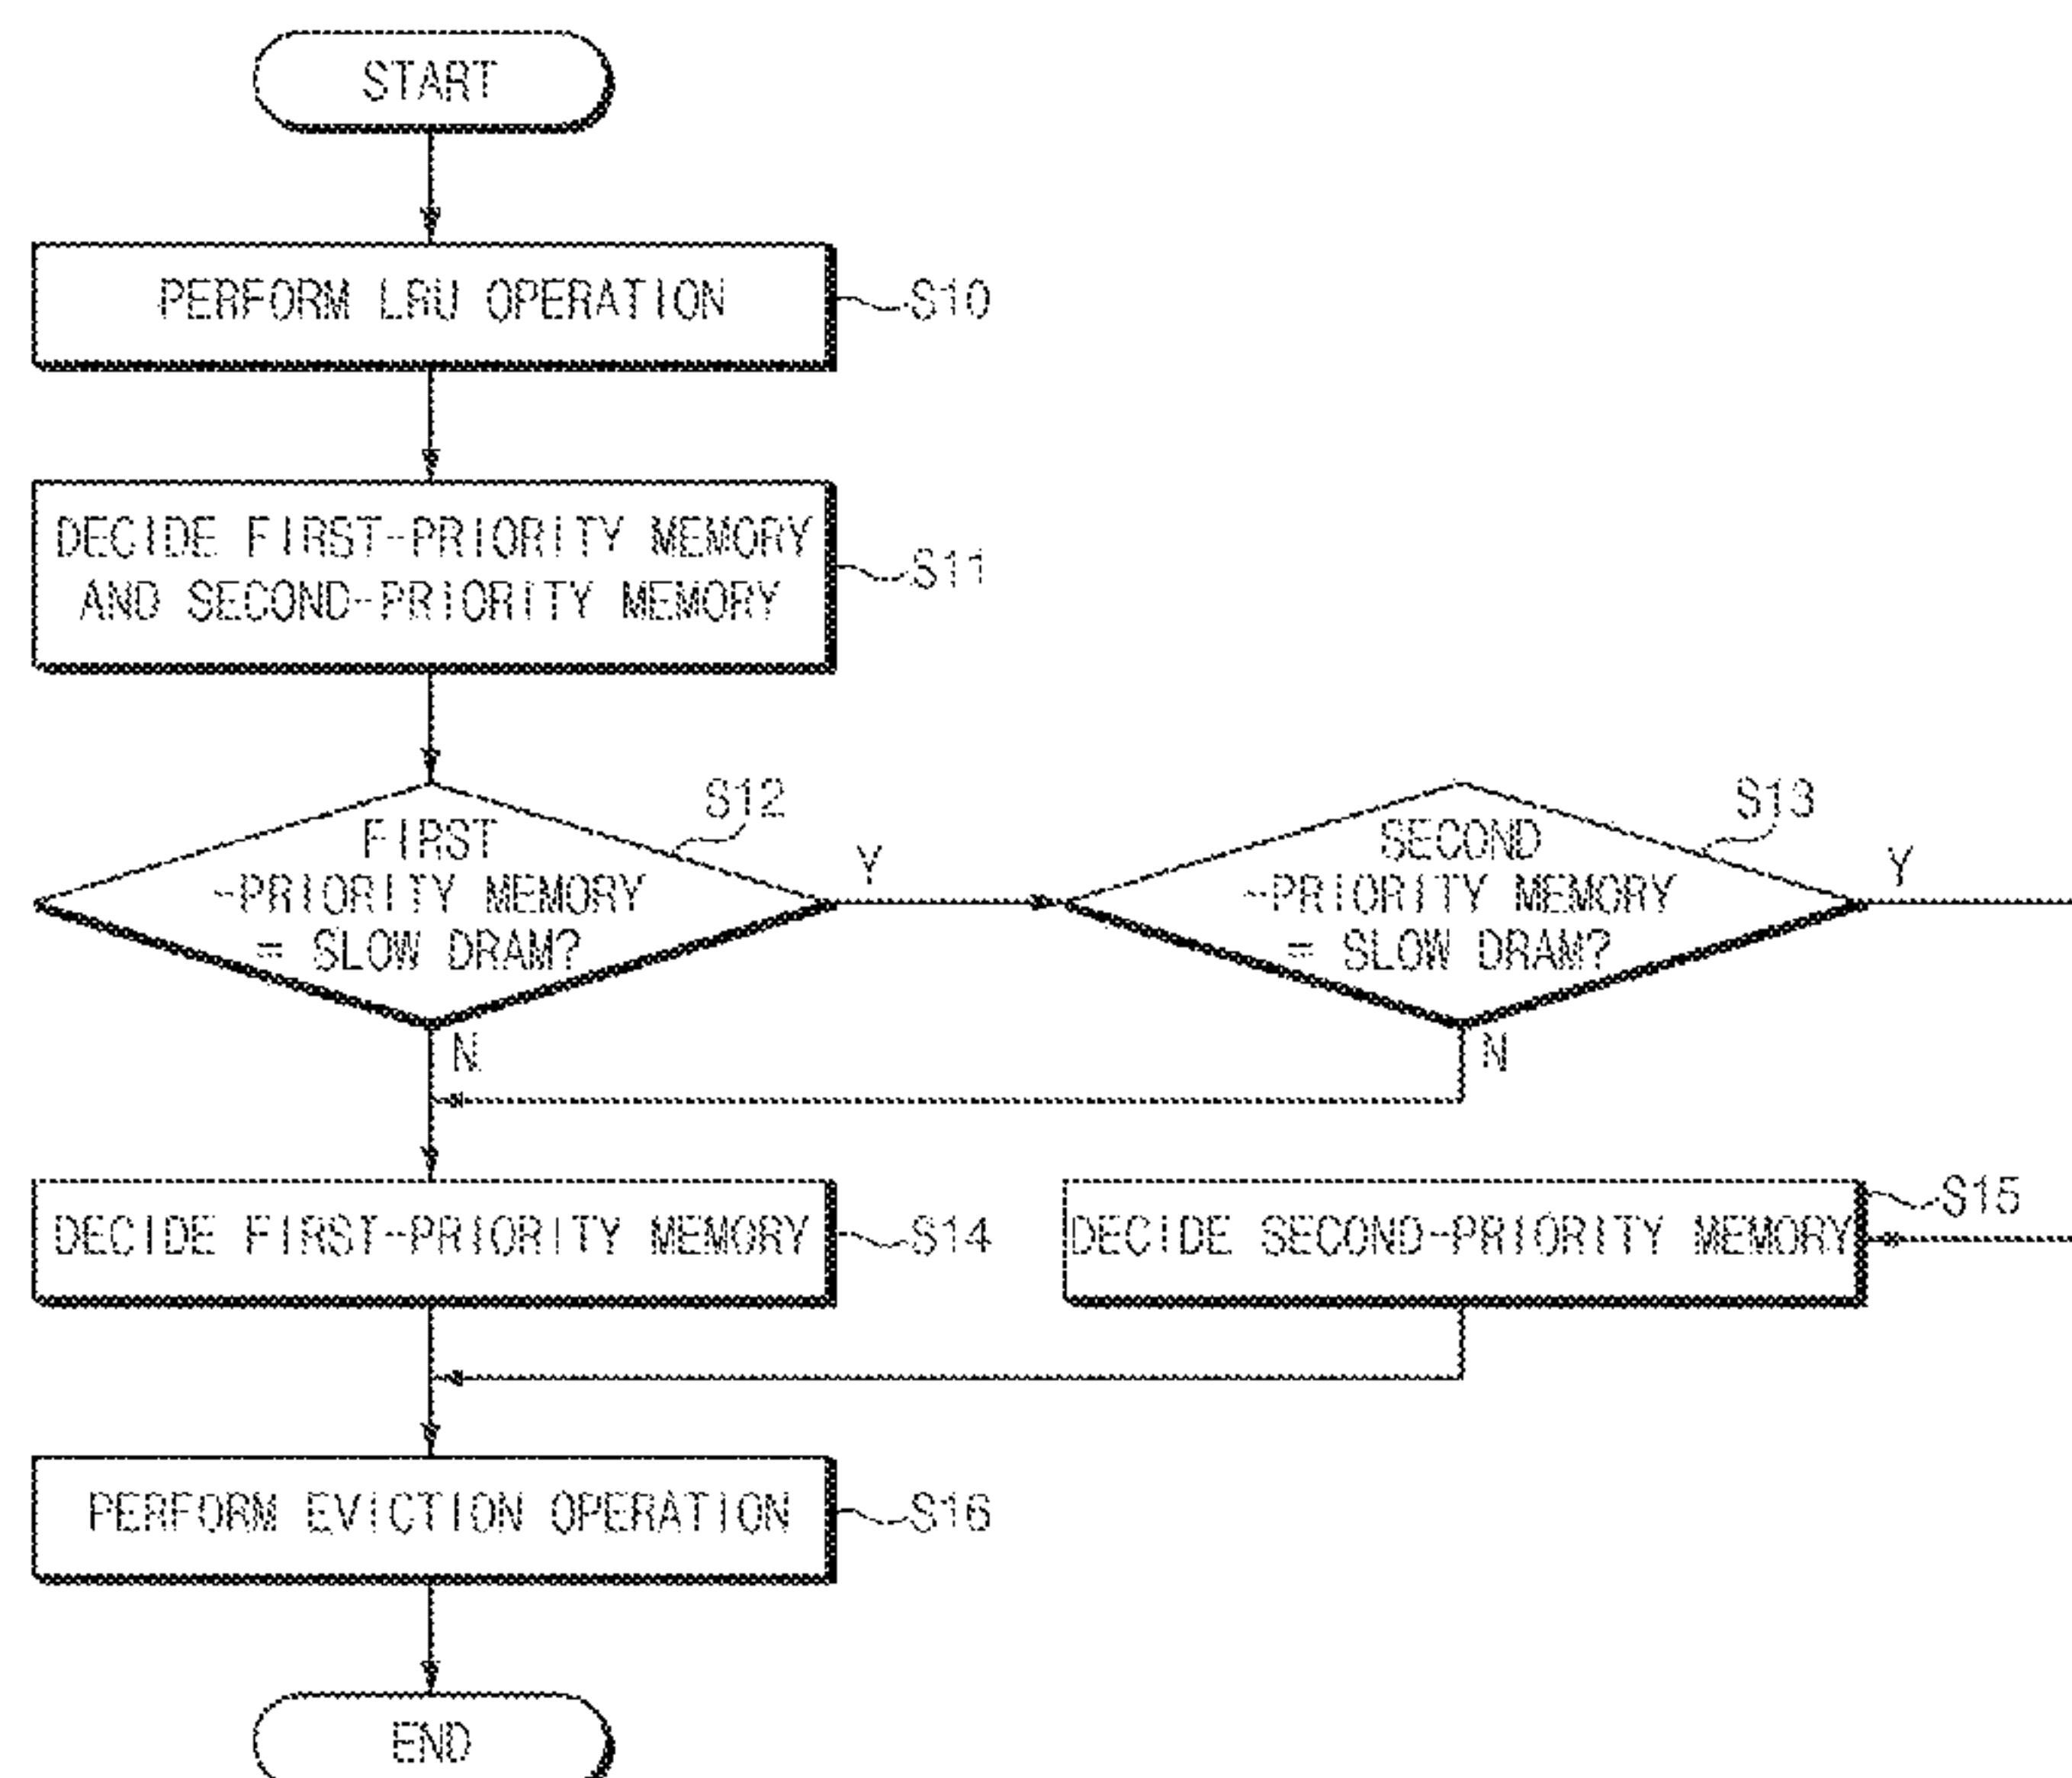 START
PERFORM LRU OPERATION
S10
DECIDE FIRST-PRIORITY MEMORY
AND SECOND-PRIORITY MEMORY
S11
S12
FIRST
-PRIORITY MEMORY
= SLOW DRAM?
Y
N
S13
SECOND
-PRIORITY MEMORY
= SLOW DRAM?
Y
N
DECIDE FIRST-PRIORITY MEMORY
S14
DECIDE SECOND-PRIORITY MEMORY
S15
PERFORM EVICTION OPERATION
S16
END